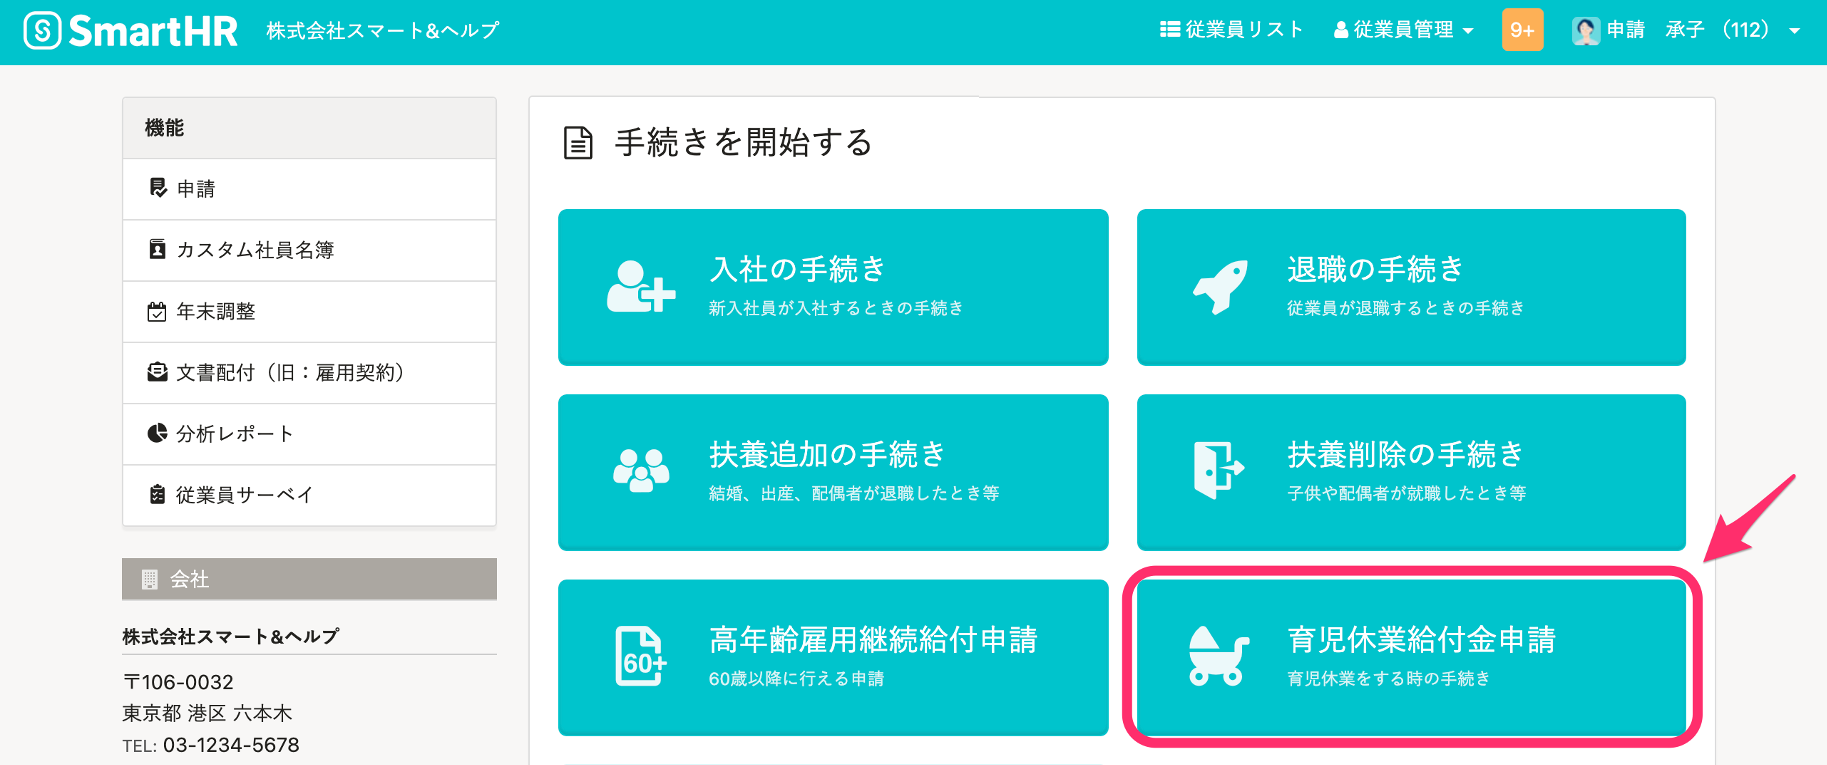 SmartHR 株式会社スマート&ヘルプ 従業員リスト 従業員管理 9+ 申請 承子 （112）
機能
申請
カスタム社員名簿
年末調整
文書配付（旧：雇用契約）
分析レポート
従業員サーベイ
会社
株式会社スマート&ヘルプ
〒106-0032
東京都 港区 六本木
TEL: 03-1234-5678
手続きを開始する
入社の手続き
新入社員が入社するときの手続き
退職の手続き
従業員が退職するときの手続き
扶養追加の手続き
結婚、出産、配偶者が退職したとき等
扶養削除の手続き
子供や配偶者が就職したとき等
60+
高年齢雇用継続給付申請
60歳以降に行える申請
育児休業給付金申請
育児休業をする時の手続き